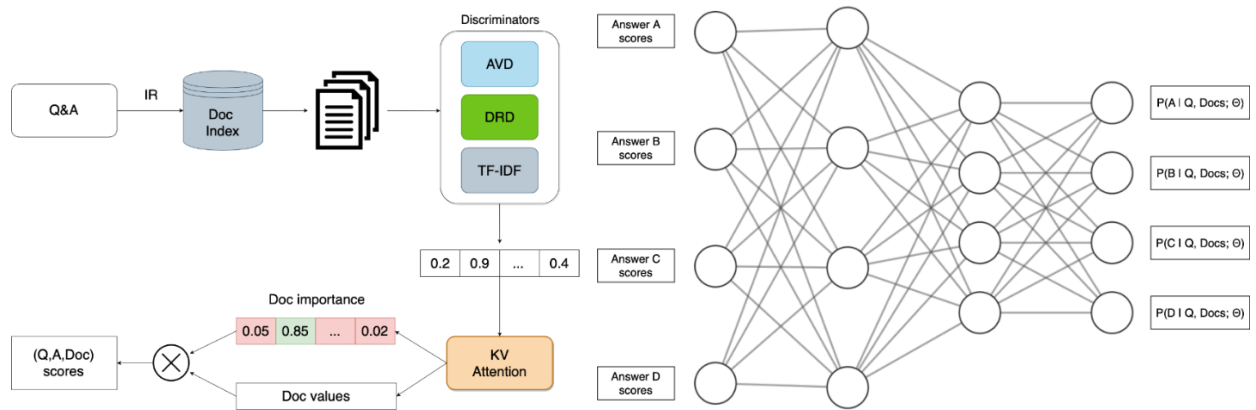 Discriminators
Q&A
IR
Doc
Index
AVD
DRD
TF-IDF
0.2 0.9 ... 0.4
Doc importance
0.05 0.85 ... 0.02
(Q,A,Doc)
scores
Doc values
KV
Attention
Answer A
scores
Answer B
scores
Answer C
scores
Answer D
scores
P(A I Q, Docs; Θ)
P(B I Q, Docs; Θ)
P(C I Q, Docs; Θ)
P(D I Q, Docs; Θ)